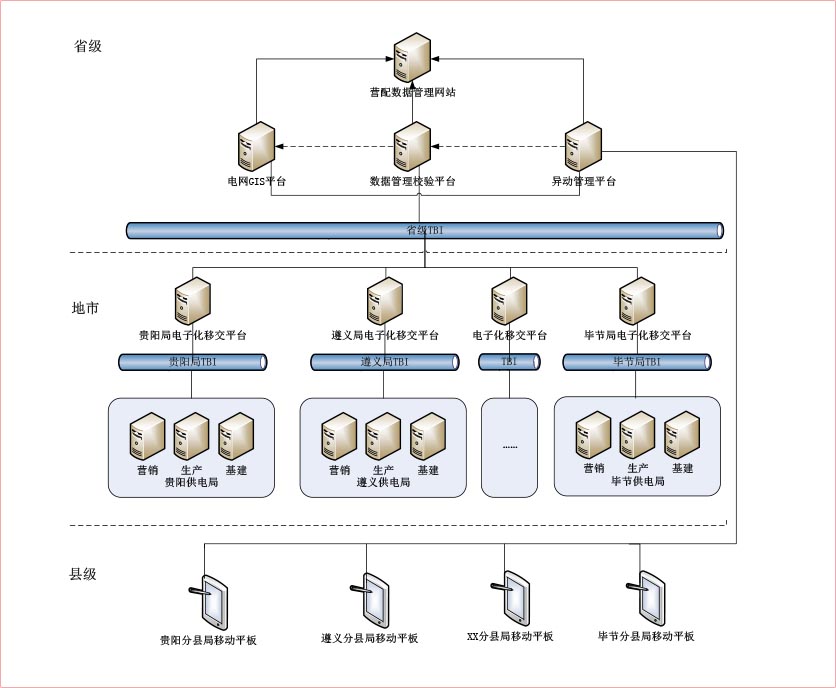 省级
营配数据管理网站
电网GIS平台
数据管理校验平台
异动管理平台
省级TBI
地市
贵阳局电子化移交平台
遵义局电子化移交平台
电子化移交平台
毕节局电子化移交平台
贵阳局TBI
遵义局TBI
TBI
毕节局TBI
营销
生产
基建
贵阳供电局
营销
生产
基建
遵义供电局
......
营销
生产
基建
毕节供电局
县级
贵阳分县局移动平板
遵义分县局移动平板
XX分县局移动平板
毕节分县局移动平板